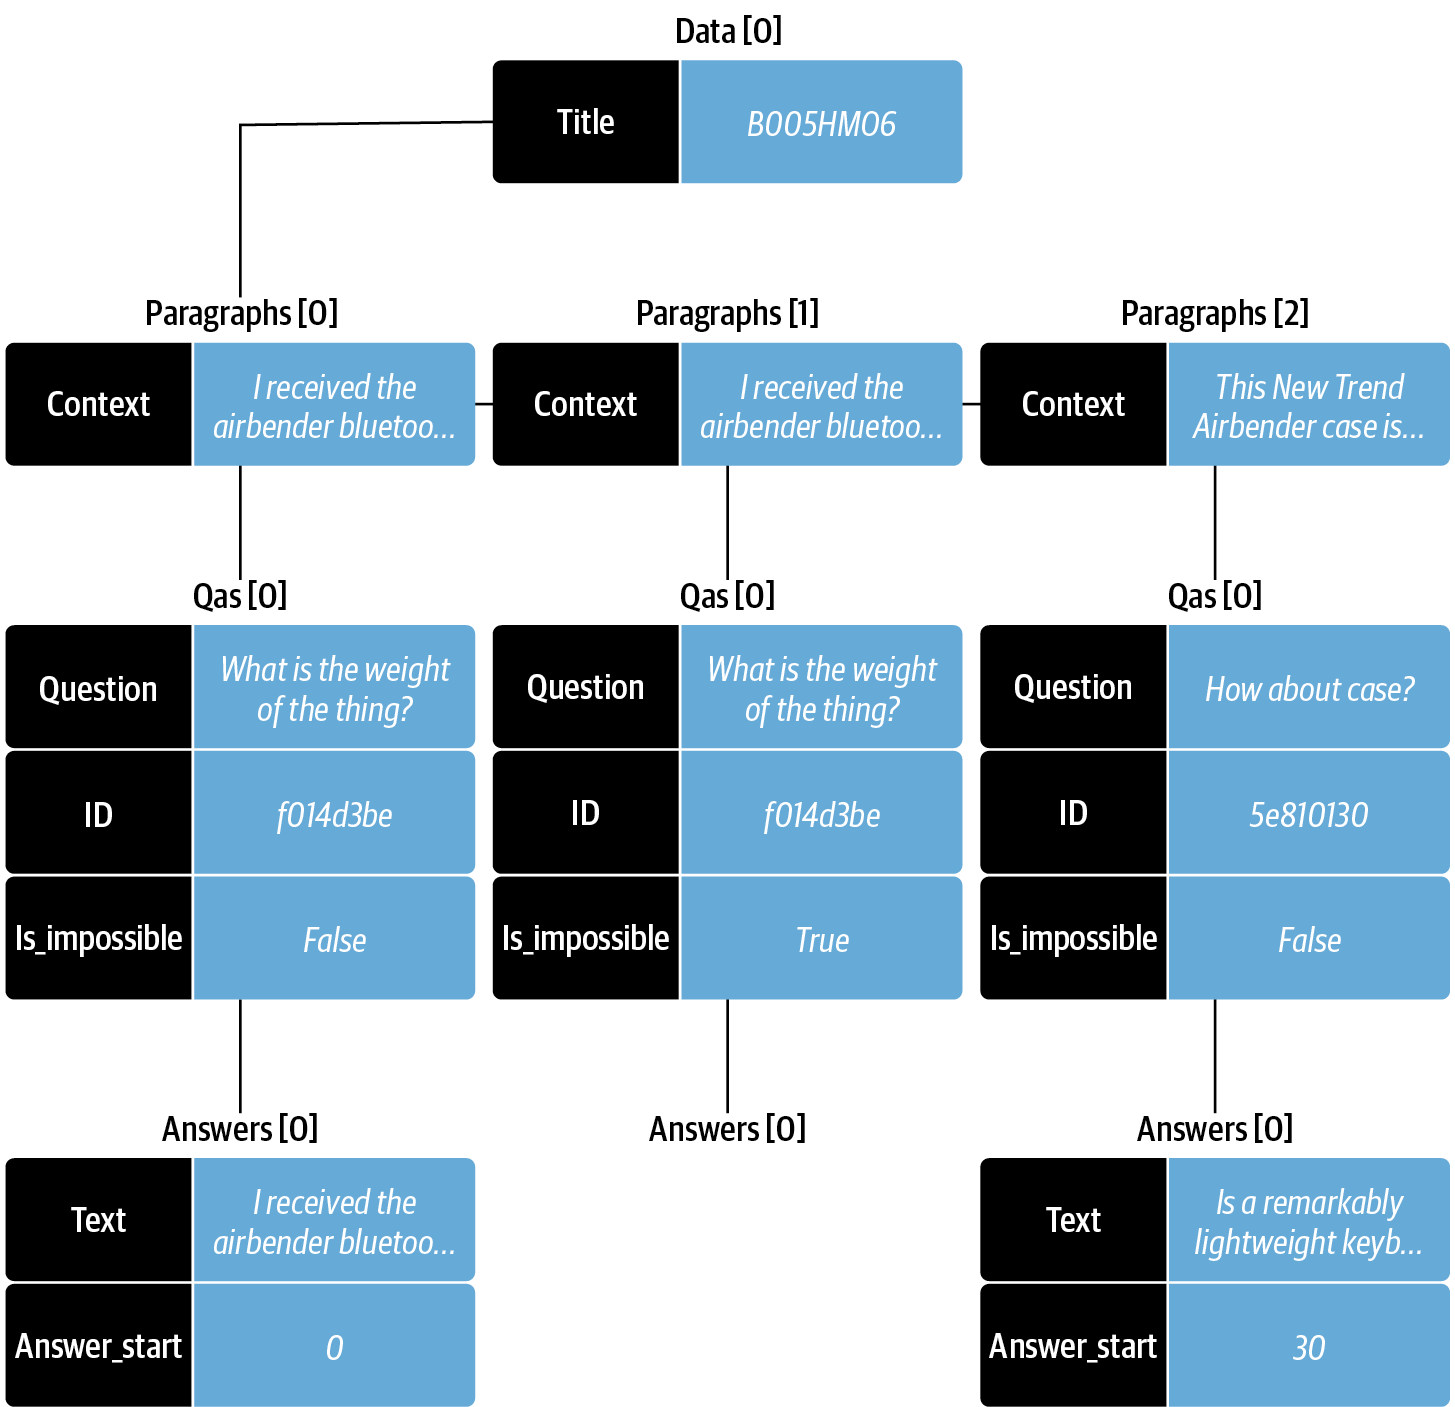 Data [0]
Title
B005HMO6
Paragraphs [0]
Paragraphs [1]
Paragraphs [2]
Context
I received the
airbender bluetoo...
Context
I received the
airbender bluetoo...
Context
This New Trend
Airbender case is...
Qas [0]
Qas [0]
Qas [0]
Question
What is the weight
of the thing?
Question
What is the weight
of the thing?
Question
How about case?
ID
f014d3be
ID
f014d3be
ID
5e810130
Is_impossible
False
Is_impossible
True
Is_impossible
False
Answers [0]
Answers [0]
Answers [0]
Text
I received the
airbender bluetoo...
Text
Is a remarkably
lightweight keyb...
Answer_start
0
Answer_start
30